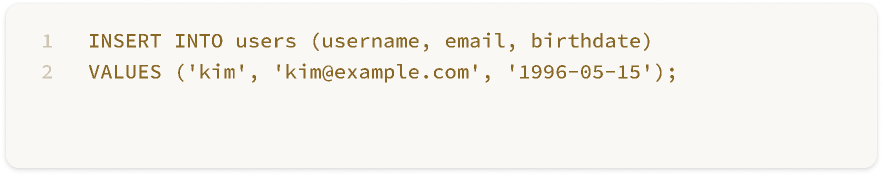 1 INSERT INTO users (username, email, birthdate)
2 VALUES ('kim', 'kim@example.com', '1996-05-15');